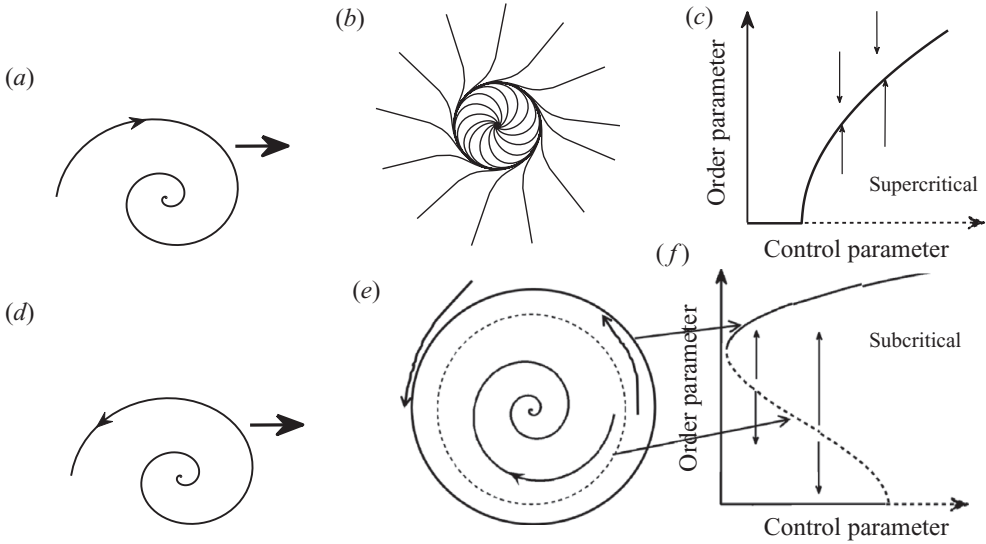 (a)
(b)
(c)
Order parameter
Supercritical
Control parameter
(d)
(e)
(f)
Order parameter
Subcritical
Control parameter